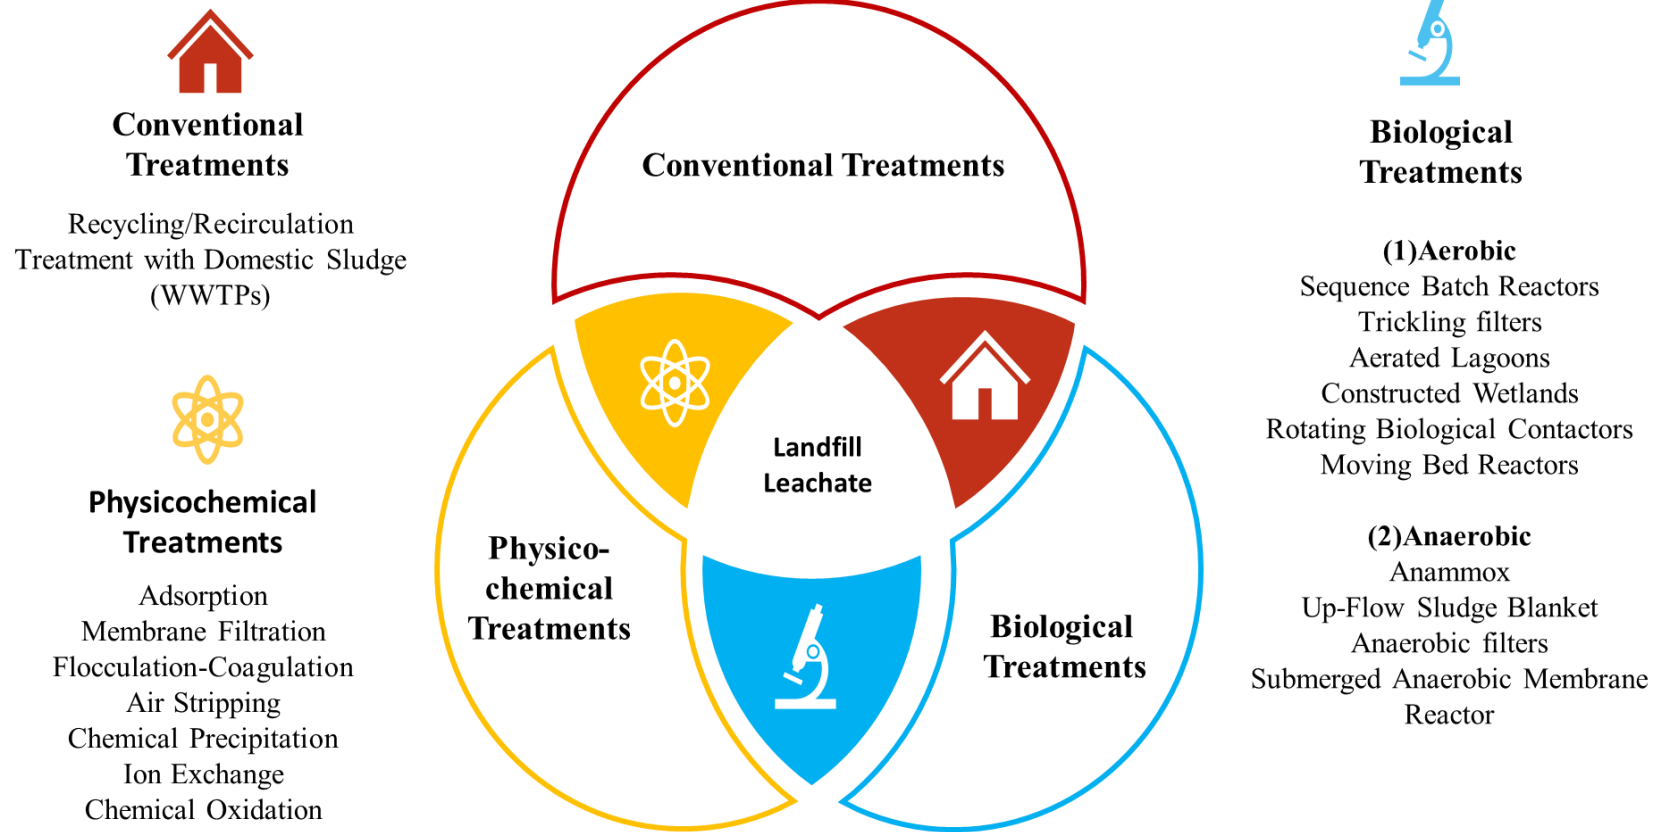 Conventional
Treatments
Recycling/Recirculation
Treatment with Domestic Sludge
(WWTPs)
Physicochemical
Treatments
Adsorption
Membrane Filtration
Flocculation-Coagulation
Air Stripping
Chemical Precipitation
Ion Exchange
Chemical Oxidation
Conventional Treatments
Landfill
Leachate
Physico-
chemical
Treatments
Biological
Treatments
Biological
Treatments
(1)Aerobic
Sequence Batch Reactors
Trickling filters
Aerated Lagoons
Constructed Wetlands
Rotating Biological Contactors
Moving Bed Reactors
(2)Anaerobic
Anammox
Up-Flow Sludge Blanket
Anaerobic filters
Submerged Anaerobic Membrane
Reactor